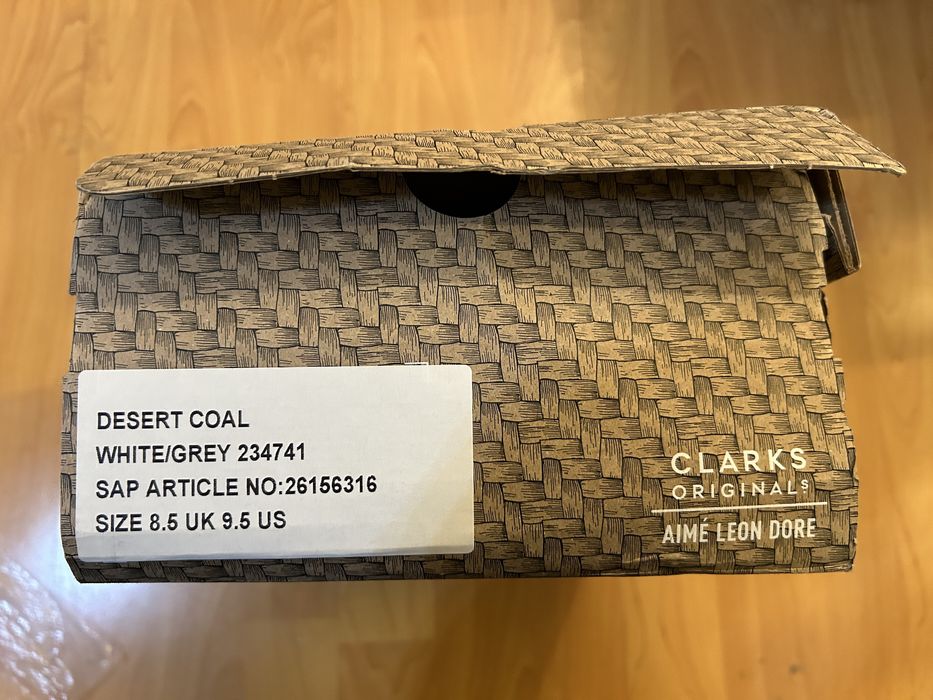 DESERT COAL
WHITE/GREY 234741
SAP ARTICLE NO:26156316
SIZE 8.5 UK 9.5 US
CLARKS
ORIGINALS
AIMÉ LEON DORE